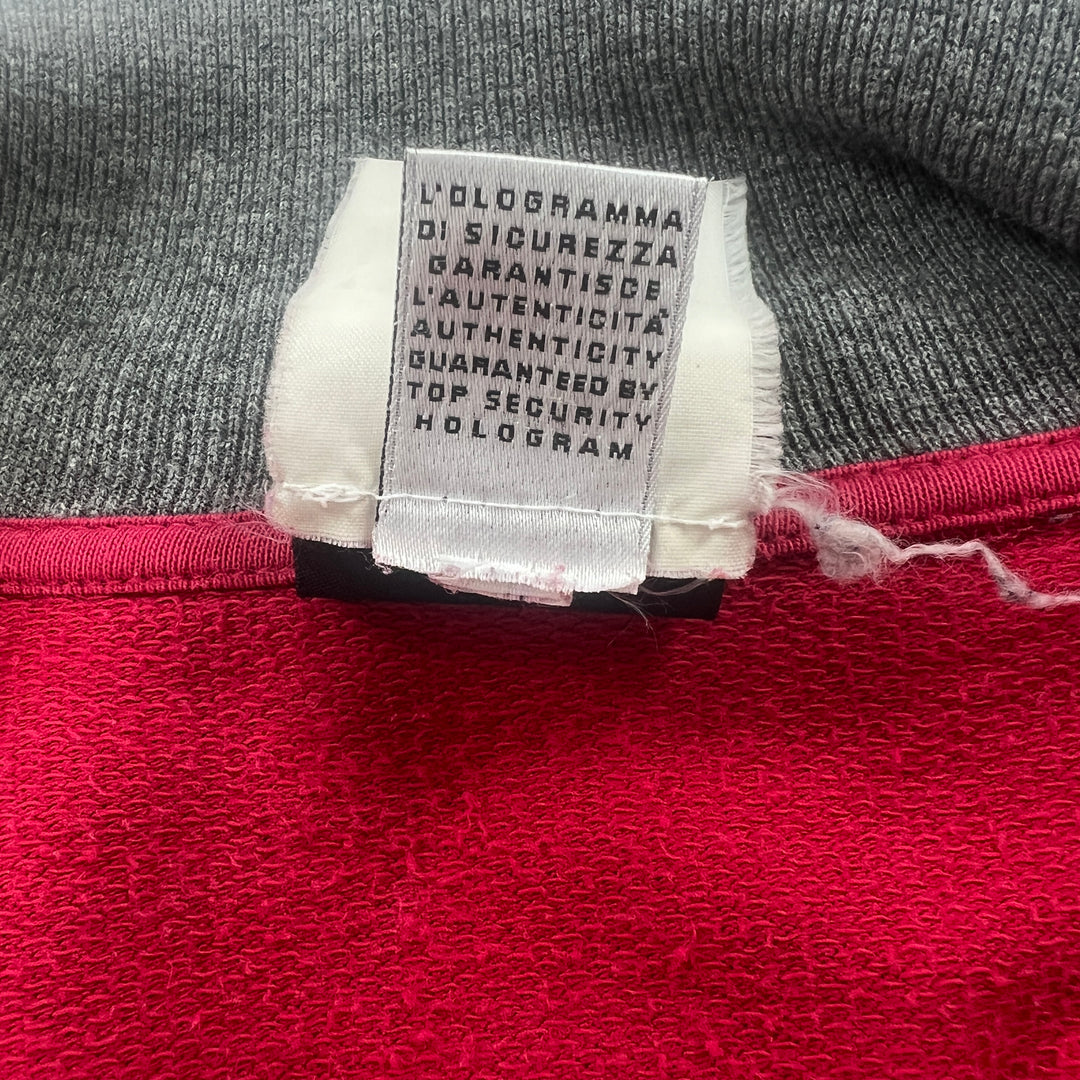 L'OLOGRAMMA
DI SICUREZZA
GARANTISCE
L'AUTENTICITÀ
AUTHENTICITY
GUARANTEED BY
TOP SECURITY
HOLOGRAM